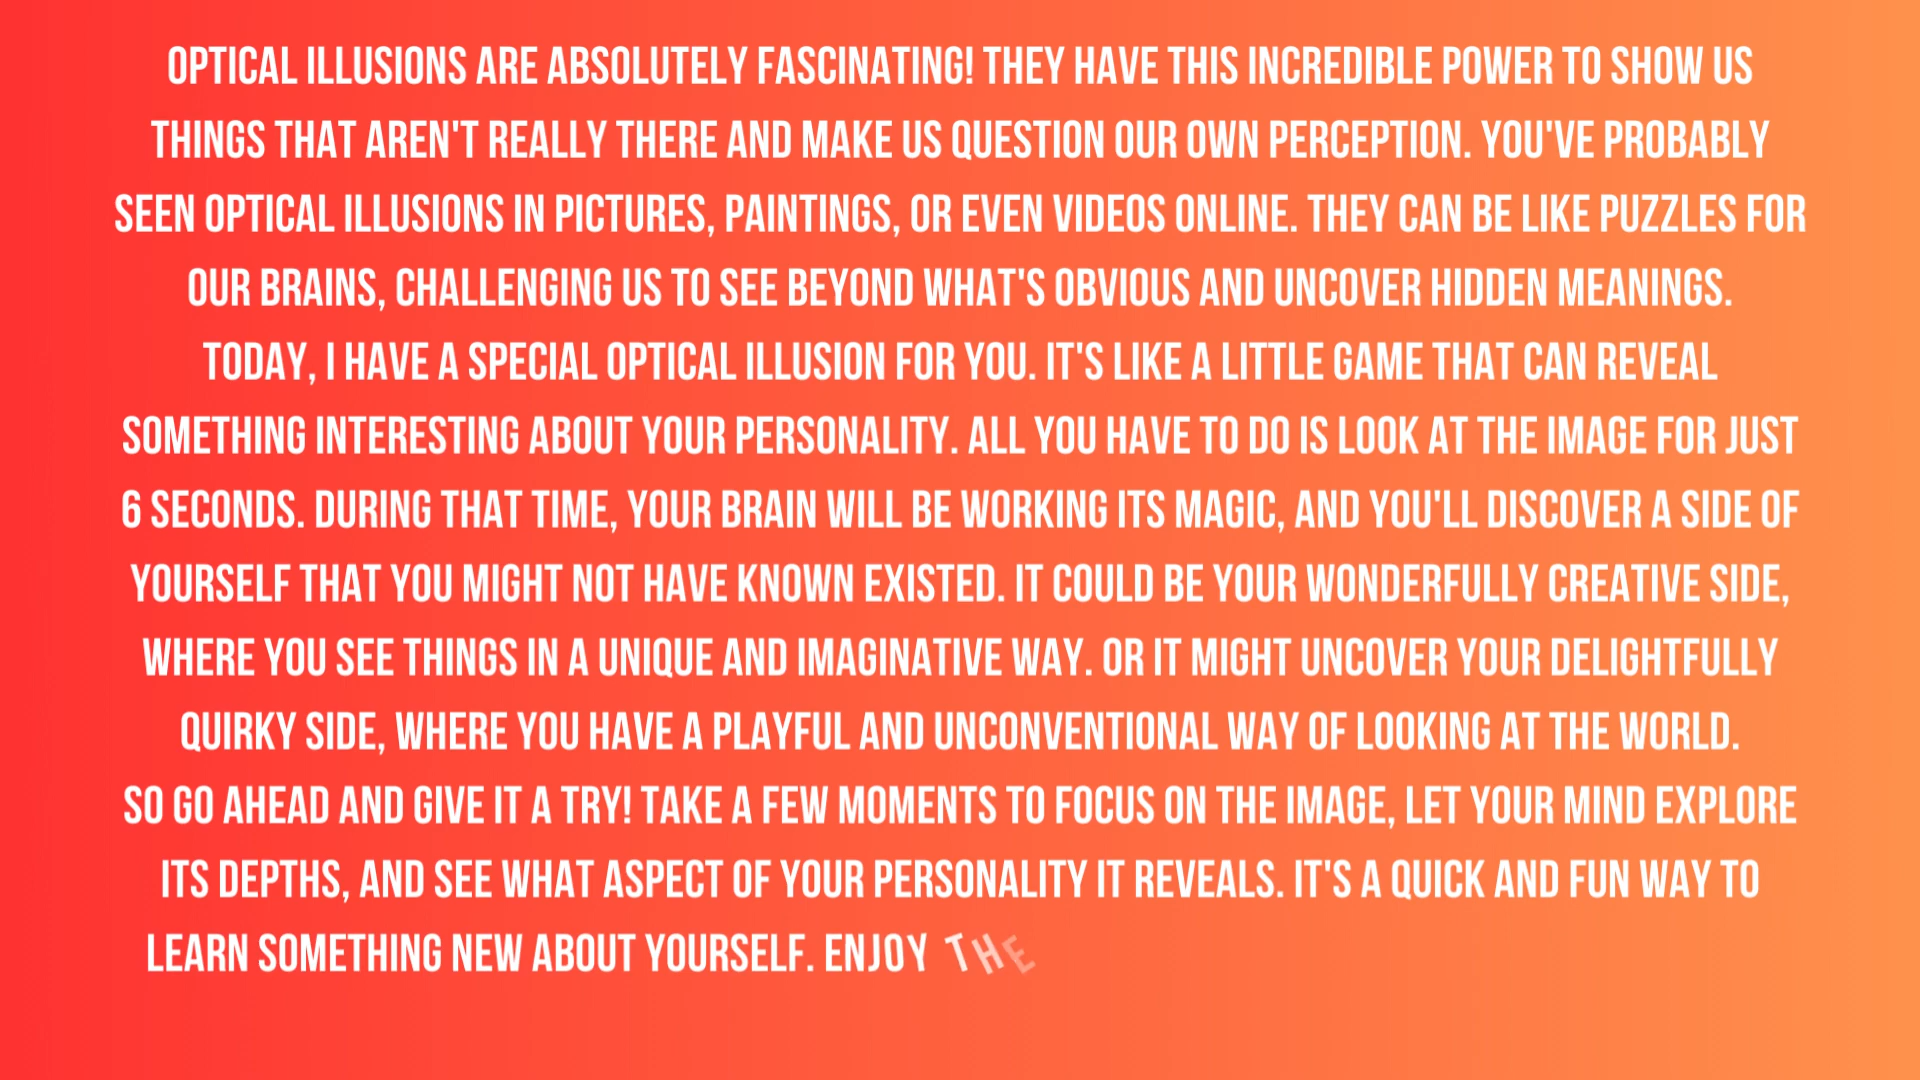 OPTICAL ILLUSIONS ARE ABSOLUTELY FASCINATING! THEY HAVE THIS INCREDIBLE POWER TO SHOW US
THINGS THAT AREN'T REALLY THERE AND MAKE US QUESTION OUR OWN PERCEPTION. YOU'VE PROBABLY
SEEN OPTICAL ILLUSIONS IN PICTURES, PAINTINGS, OR EVEN VIDEOS ONLINE. THEY CAN BE LIKE PUZZLES FOR
OUR BRAINS, CHALLENGING US TO SEE BEYOND WHAT'S OBVIOUS AND UNCOVER HIDDEN MEANINGS.
TODAY, I HAVE A SPECIAL OPTICAL ILLUSION FOR YOU. IT'S LIKE A LITTLE GAME THAT CAN REVEAL
SOMETHING INTERESTING ABOUT YOUR PERSONALITY. ALL YOU HAVE TO DO IS LOOK AT THE IMAGE FOR JUST
6 SECONDS. DURING THAT TIME, YOUR BRAIN WILL BE WORKING ITS MAGIC, AND YOU'LL DISCOVER A SIDE OF
YOURSELF THAT YOU MIGHT NOT HAVE KNOWN EXISTED. IT COULD BE YOUR WONDERFULLY CREATIVE SIDE,
WHERE YOU SEE THINGS IN A UNIQUE AND IMAGINATIVE WAY. OR IT MIGHT UNCOVER YOUR DELIGHTFULLY
QUIRKY SIDE, WHERE YOU HAVE A PLAYFUL AND UNCONVENTIONAL WAY OF LOOKING AT THE WORLD.
SO GO AHEAD AND GIVE IT A TRY! TAKE A FEW MOMENTS TO FOCUS ON THE IMAGE, LET YOUR MIND EXPLORE
ITS DEPTHS, AND SEE WHAT ASPECT OF YOUR PERSONALITY IT REVEALS. IT'S A QUICK AND FUN WAY TO
LEARN SOMETHING NEW ABOUT YOURSELF. ENJOY THE